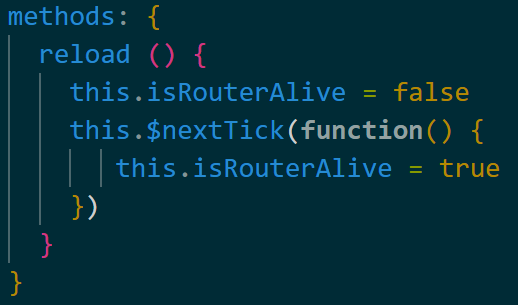 methods: {
  reload () {
    this.isRouterAlive = false
    this.$nextTick(function() {
      this.isRouterAlive = true
    })
  }
}